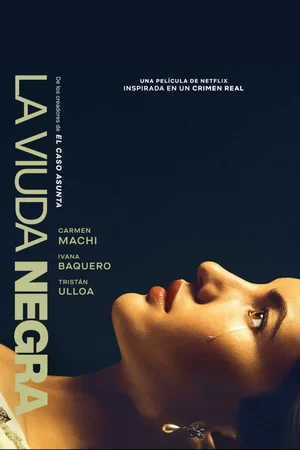 UNA PELÍCULA DE NETFLIX
INSPIRADA EN UN CRIMEN REAL
LA VIUDA NEGRA
De los creadores de
EL CASO ASUNTA
CARMEN
MACHI
IVANA
BAQUERO
TRISTÁN
ULLOA